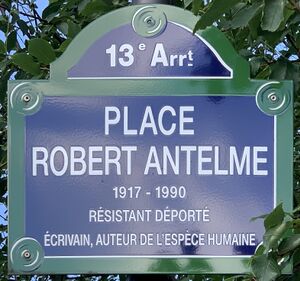 13e Arrt
PLACE
ROBERT ANTELME
1917 - 1990
RÉSISTANT DÉPORTÉ
ÉCRIVAIN, AUTEUR DE L'ESPÈCE HUMAINE